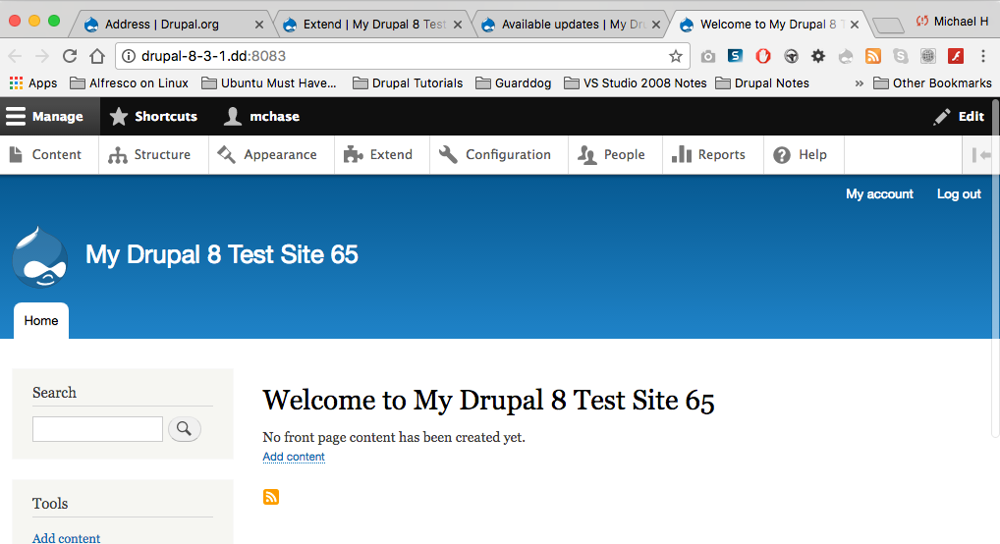 Address | Drupal.org
Extend | My Drupal 8 Test
Available updates | My Dru
Welcome to My Drupal 8 T
Michael H
drupal-8-3-1.dd:8083
Apps Alfresco on Linux Ubuntu Must Have... Drupal Tutorials Guarddog VS Studio 2008 Notes Drupal Notes » Other Bookmarks
Manage Shortcuts mchase Edit
Content Structure Appearance Extend Configuration People Reports Help
My account Log out
My Drupal 8 Test Site 65
Home
Search
Welcome to My Drupal 8 Test Site 65
No front page content has been created yet.
Add content
Tools
Add content